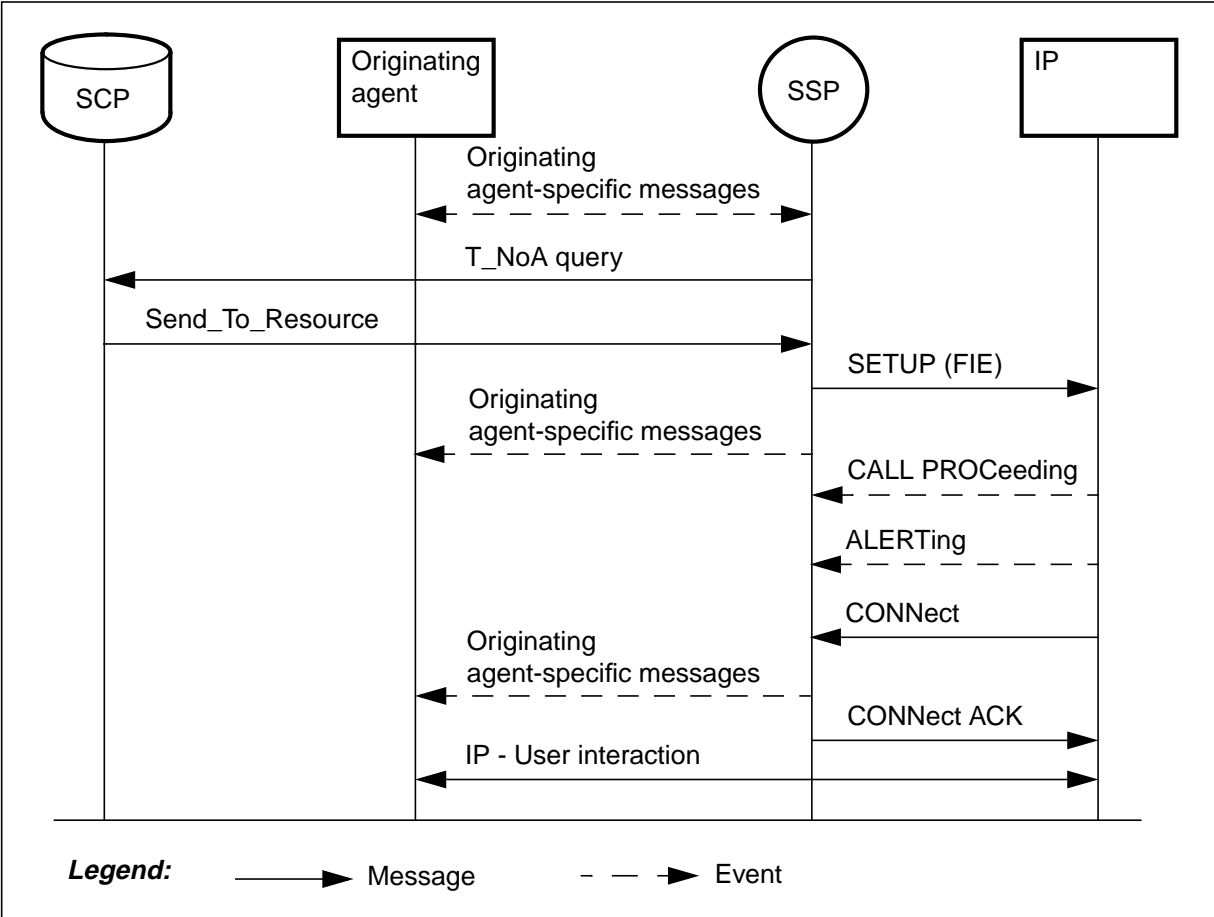 SCP
Originating
agent
SSP
IP
Originating
agent-specific messages
T_NoA query
Send_To_Resource
SETUP (FIE)
Originating
agent-specific messages
CALL PROCeeding
ALERTing
CONNect
Originating
agent-specific messages
CONNect ACK
IP - User interaction
Legend:
Message
Event